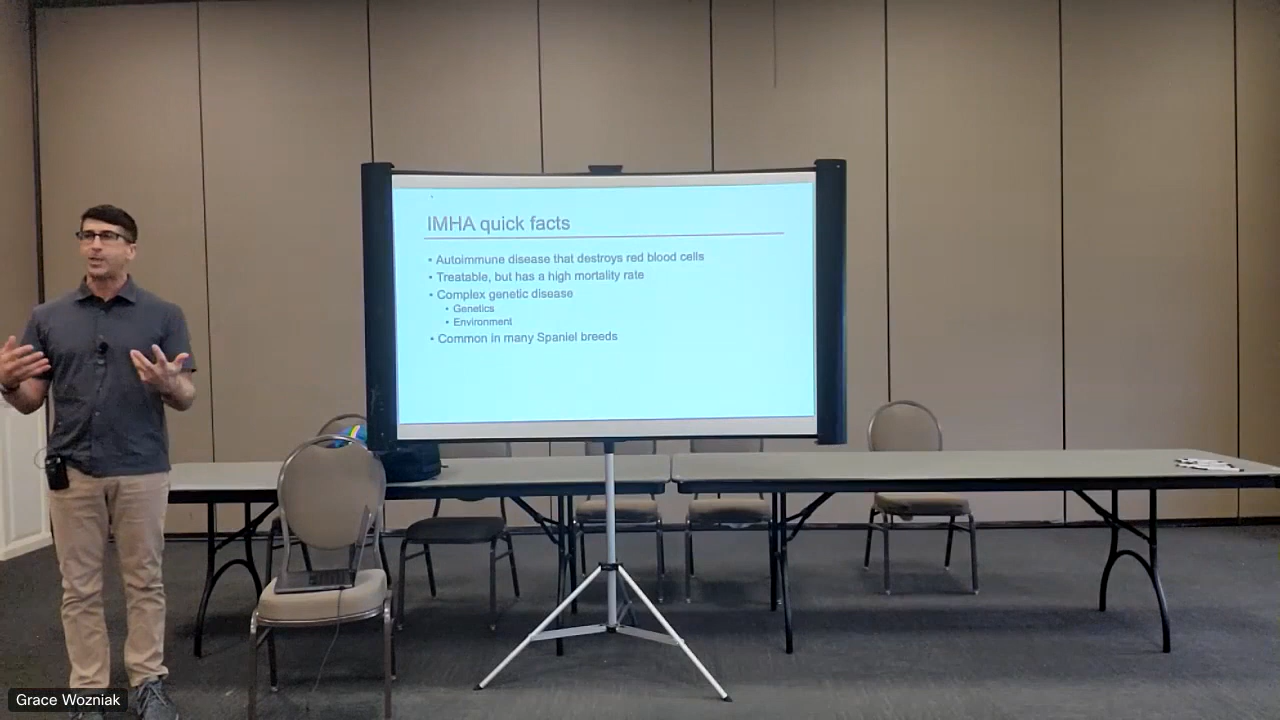 IMHA quick facts
• Autoimmune disease that destroys red blood cells
• Treatable, but has a high mortality rate
• Complex genetic disease
• Genetics
• Environment
• Common in many Spaniel breeds
Grace Wozniak